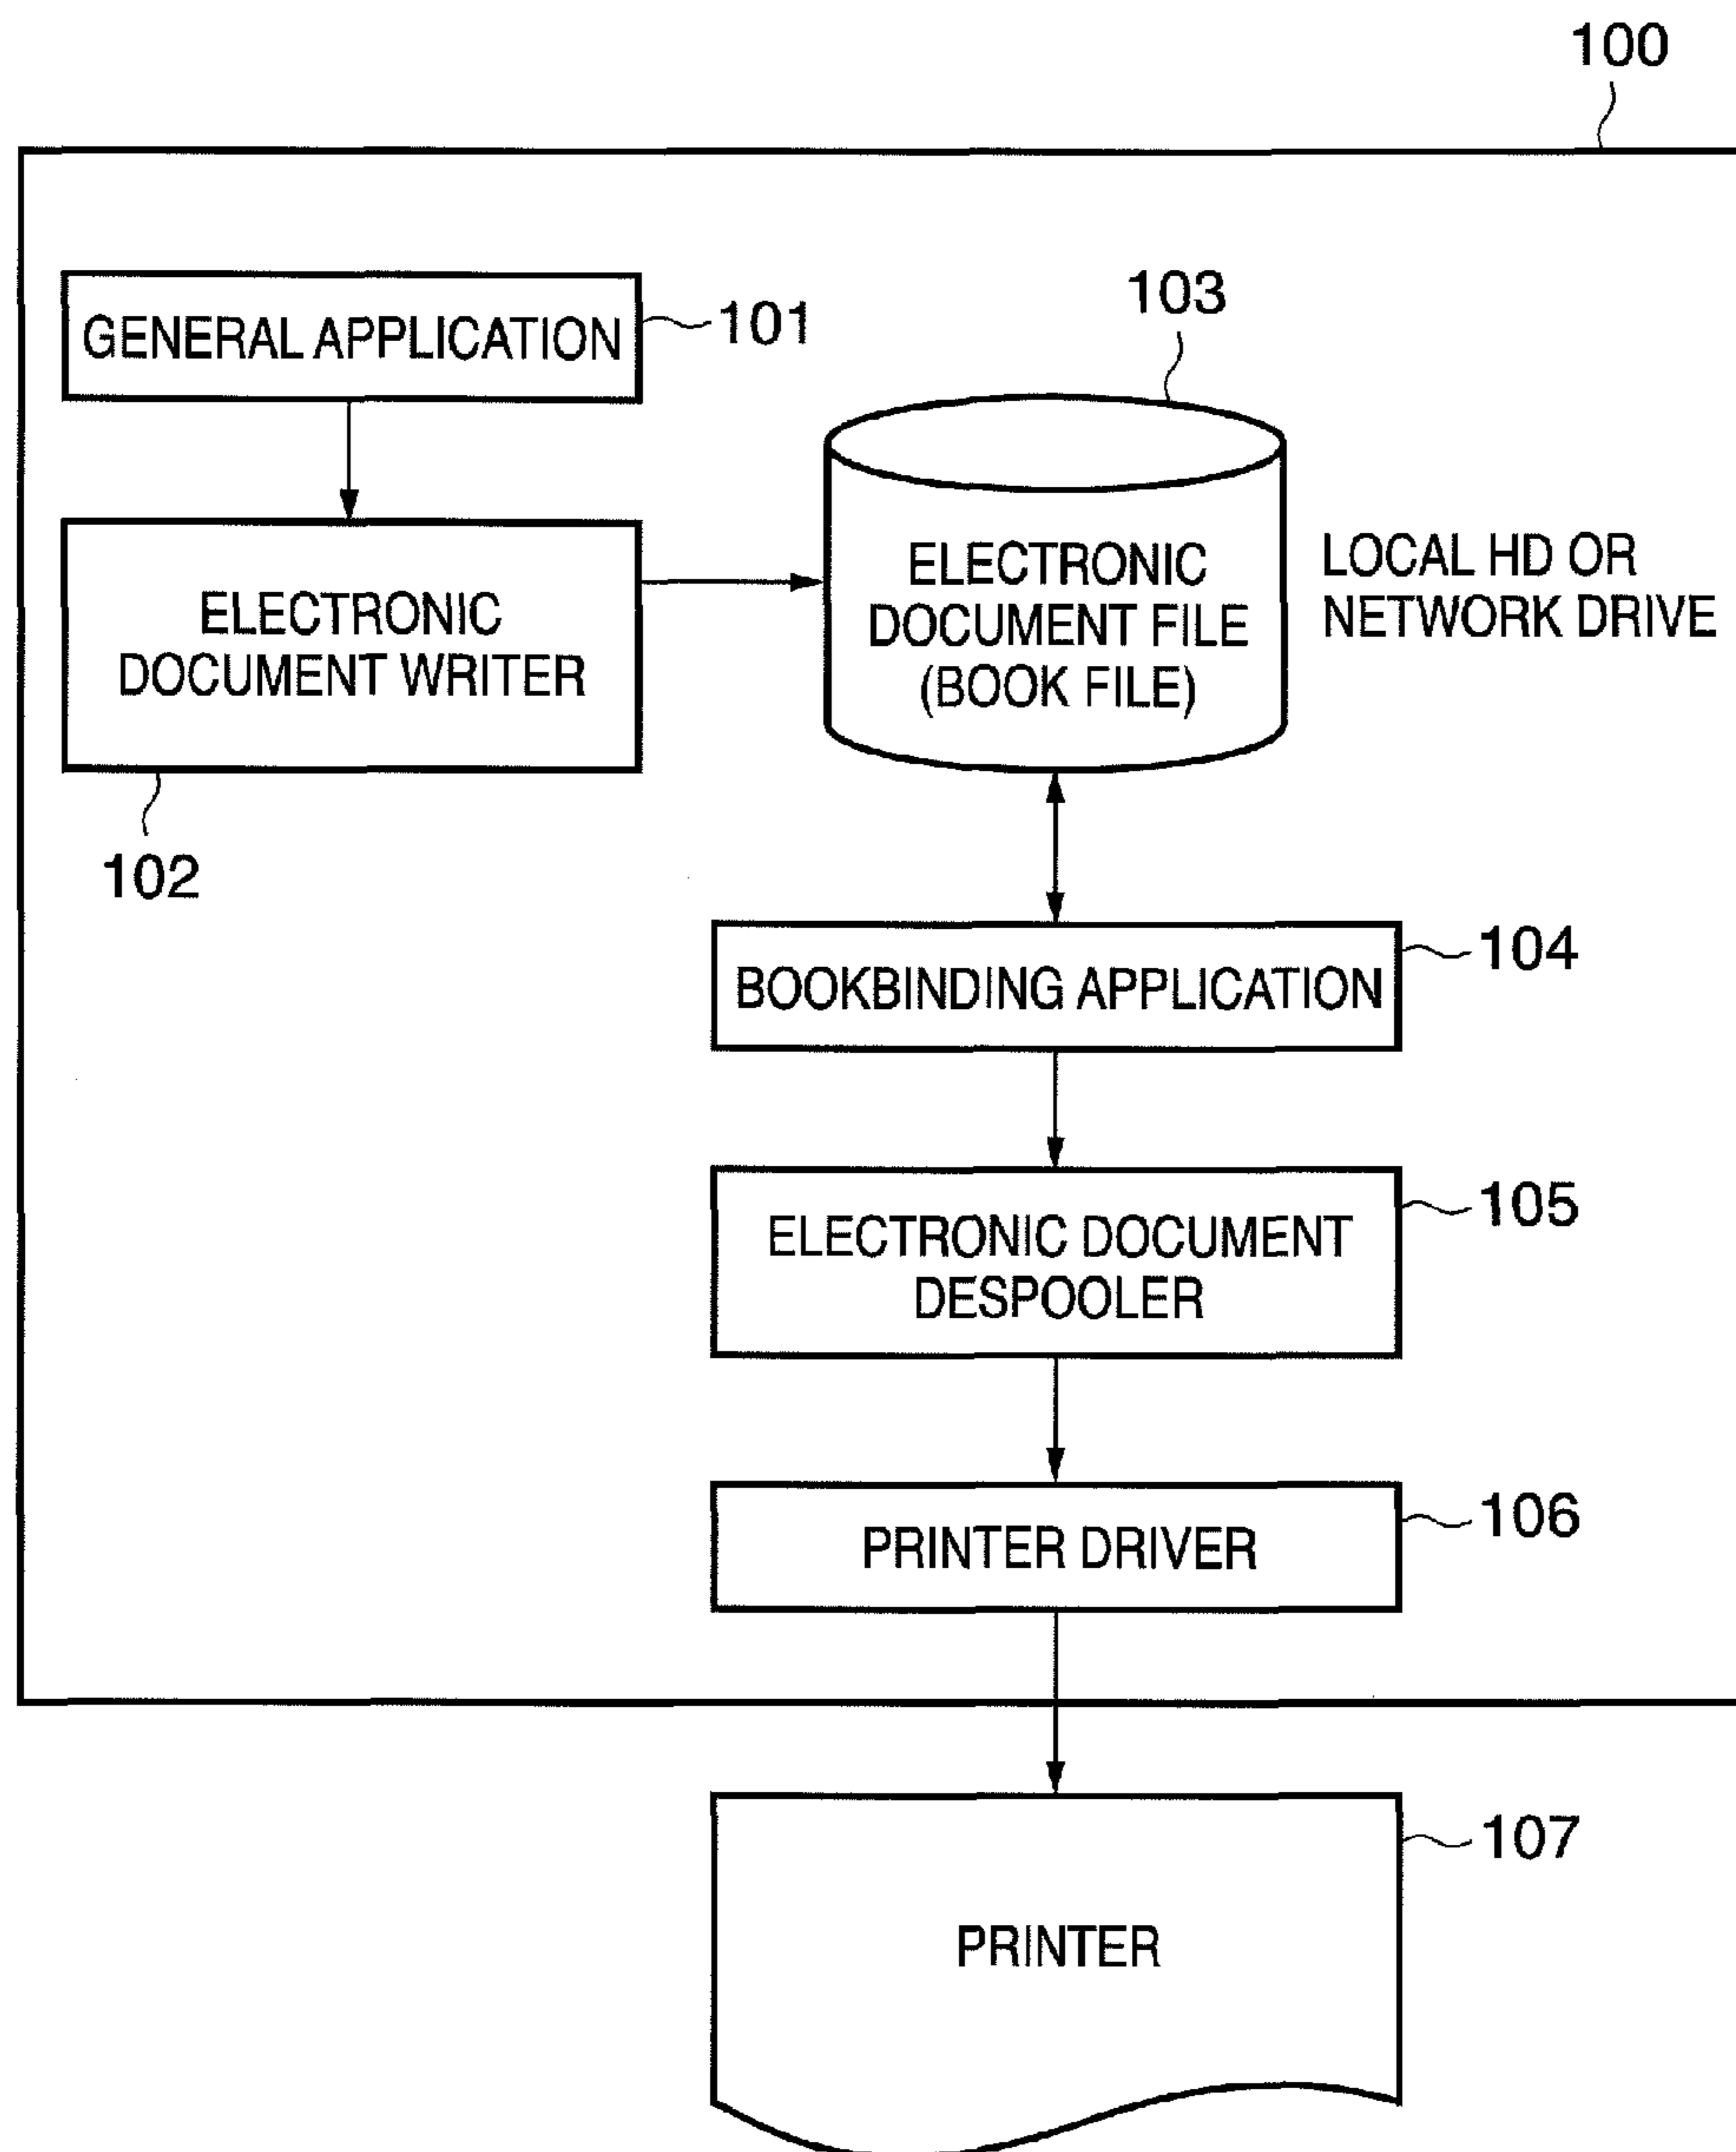 100
GENERAL APPLICATION
101
103
ELECTRONIC
DOCUMENT WRITER
102
ELECTRONIC
DOCUMENT FILE
(BOOK FILE)
LOCAL HD OR
NETWORK DRIVE
BOOKBINDING APPLICATION
104
ELECTRONIC DOCUMENT
DESPOOLER
105
PRINTER DRIVER
106
PRINTER
107